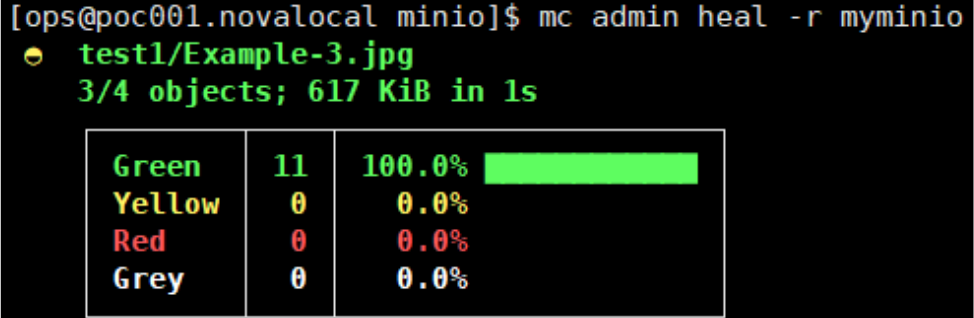 [ops@poc001.novalocal minio]$ mc admin heal -r myminio
test1/Example-3.jpg
3/4 objects; 617 KiB in 1s
Green 11 100.0%
Yellow 0 0.0%
Red 0 0.0%
Grey 0 0.0%